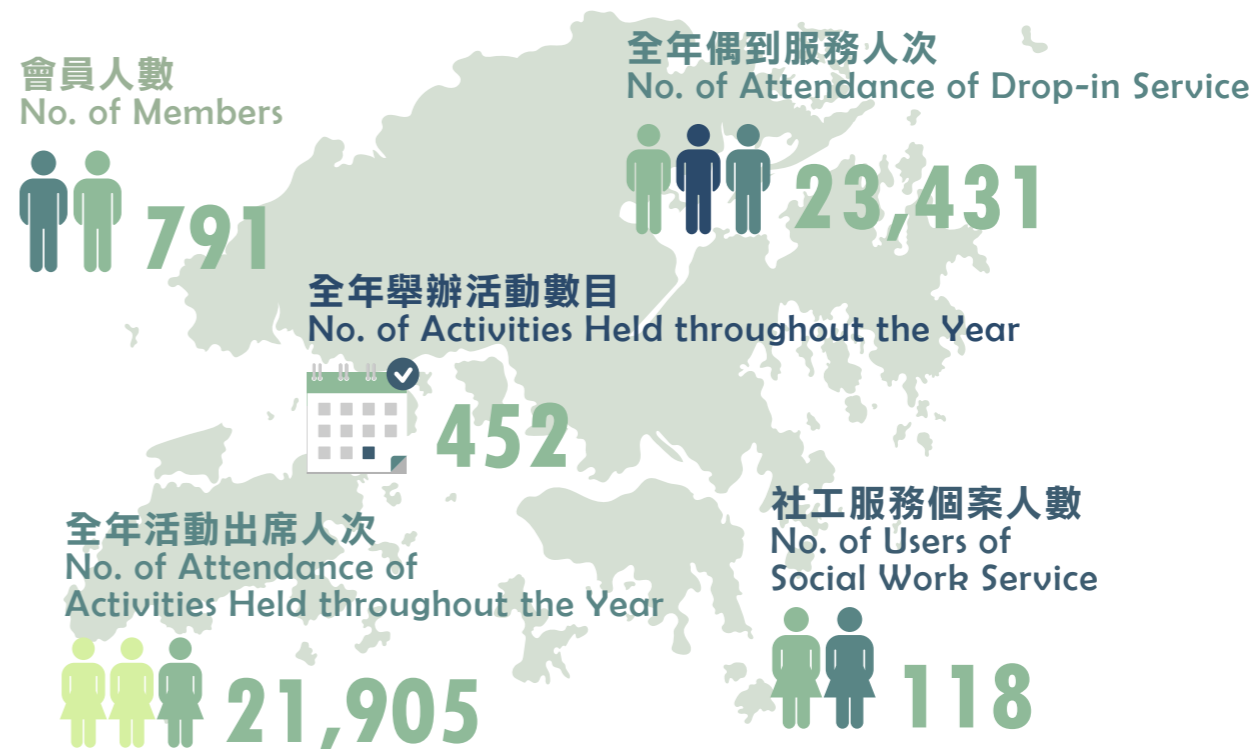 會員人數
No. of Members
791
全年偶到服務人次
No. of Attendance of Drop-in Service
23,431
全年舉辦活動數目
No. of Activities Held throughout the Year
452
全年活動出席人次
No. of Attendance of
Activities Held throughout the Year
21,905
社工服務個案人數
No. of Users of
Social Work Service
118